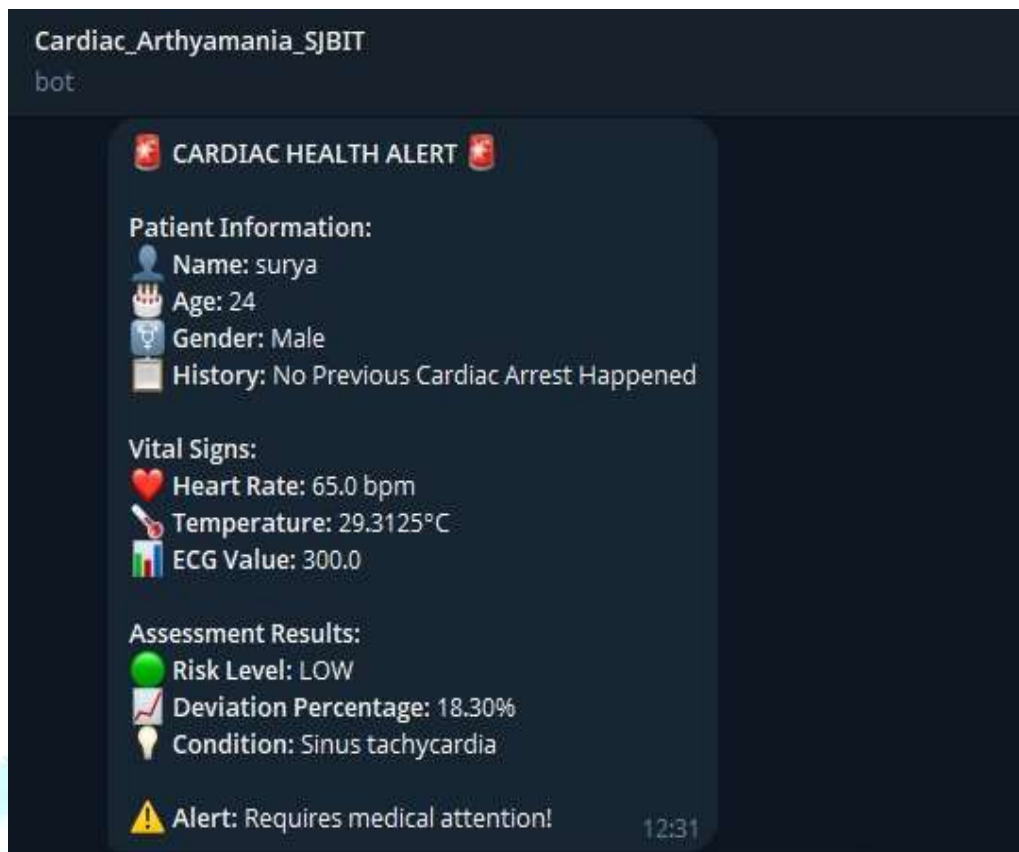 Cardiac_Arthyamania_SJBIT
bot
🚨 CARDIAC HEALTH ALERT 🚨
Patient Information:
👤 Name: surya
🎂 Age: 24
⚧ Gender: Male
📋 History: No Previous Cardiac Arrest Happened
Vital Signs:
❤️ Heart Rate: 65.0 bpm
🌡️ Temperature: 29.3125°C
📊 ECG Value: 300.0
Assessment Results:
🟢 Risk Level: LOW
📈 Deviation Percentage: 18.30%
💡 Condition: Sinus tachycardia
⚠️ Alert: Requires medical attention!
12:31